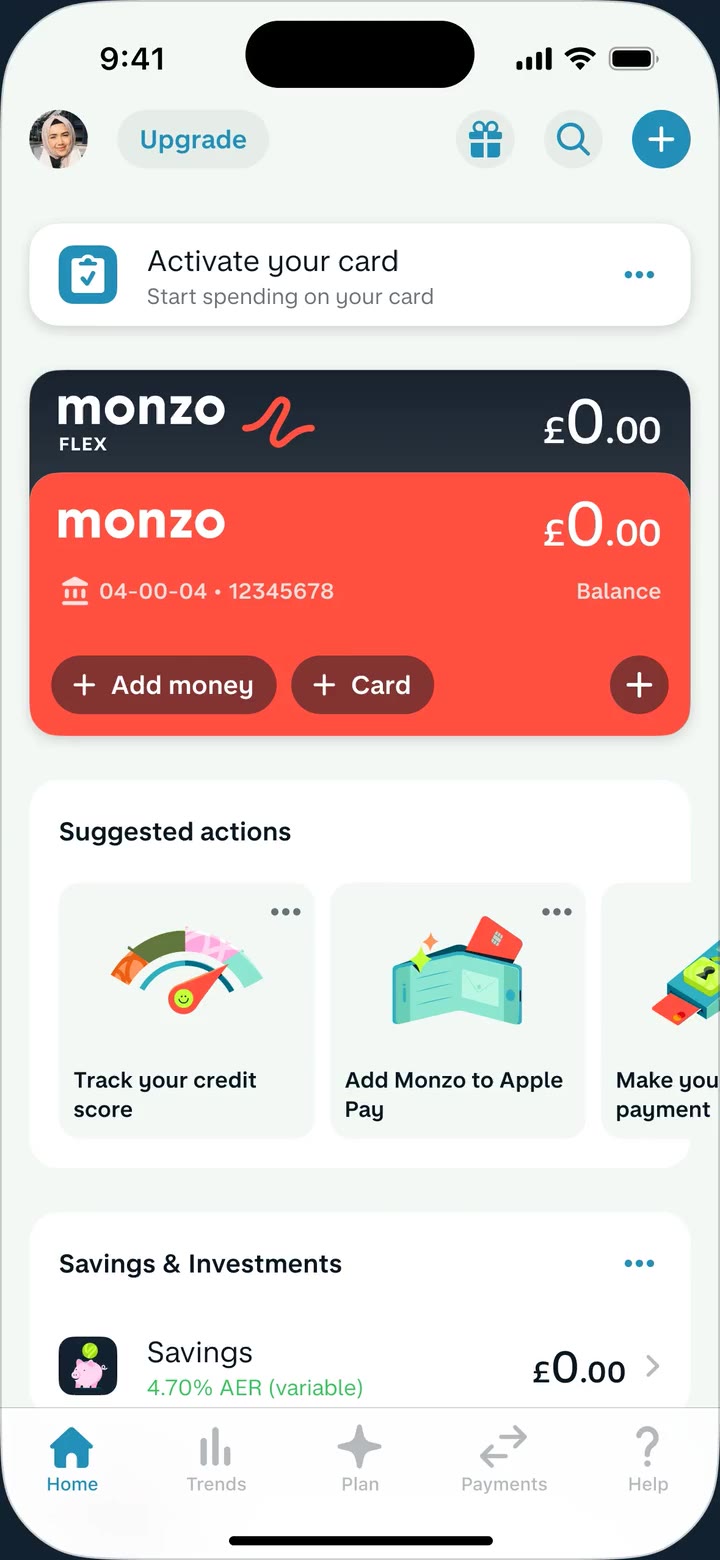 9:41
Upgrade
Activate your card
Start spending on your card
monzo
FLEX
£0.00
monzo
£0.00
04-00-04 • 12345678
Balance
Add money
Card
Suggested actions
Track your credit
score
Add Monzo to Apple
Pay
Make you
payment
Savings & Investments
Savings
4.70% AER (variable)
£0.00
Home
Trends
Plan
Payments
Help